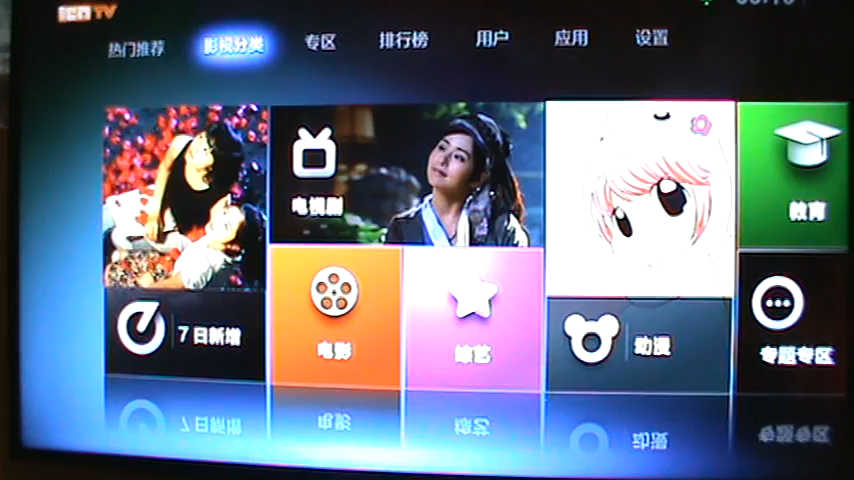 热门推荐 影视分类 专区 排行榜 用户 应用 设置
电视剧
教育
7日新增
电影
综艺
动漫
专题专区